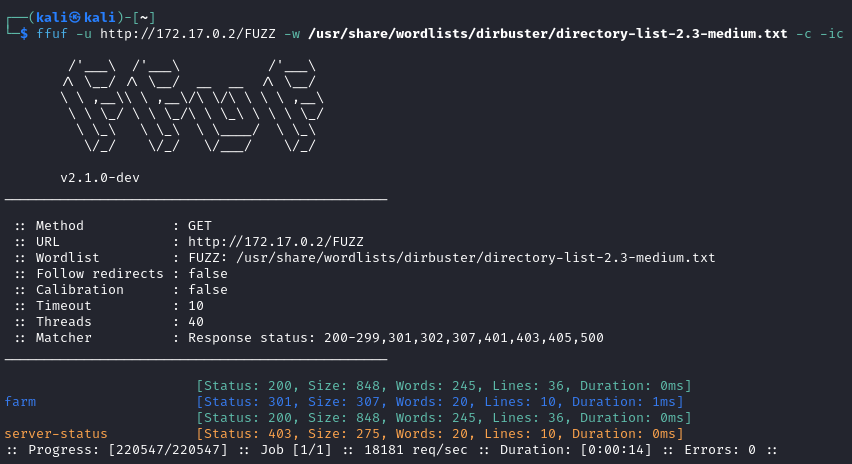 ┌──(kali㉿kali)-[~]
└─$ ffuf -u http://172.17.0.2/FUZZ -w /usr/share/wordlists/dirbuster/directory-list-2.3-medium.txt -c -ic

        /'___\  /'___\           /'___\
       /\ \__/ /\ \__/  __  __  /\ \__/
       \ \ ,__\\ \ ,__\/\ \/\ \ \ \ ,__\
        \ \ \_/ \ \ \_/\ \ \_\ \ \ \ \_/
         \ \_\   \ \_\  \ \____/  \ \_\
          \/_/    \/_/   \/___/    \/_/

       v2.1.0-dev
________________________________________________

 :: Method           : GET
 :: URL              : http://172.17.0.2/FUZZ
 :: Wordlist         : FUZZ: /usr/share/wordlists/dirbuster/directory-list-2.3-medium.txt
 :: Follow redirects : false
 :: Calibration      : false
 :: Timeout          : 10
 :: Threads          : 40
 :: Matcher          : Response status: 200-299,301,302,307,401,403,405,500
________________________________________________

                        [Status: 200, Size: 848, Words: 245, Lines: 36, Duration: 0ms]
farm                    [Status: 301, Size: 307, Words: 20, Lines: 10, Duration: 1ms]
                        [Status: 200, Size: 848, Words: 245, Lines: 36, Duration: 0ms]
server-status           [Status: 403, Size: 275, Words: 20, Lines: 10, Duration: 0ms]
:: Progress: [220547/220547] :: Job [1/1] :: 18181 req/sec :: Duration: [0:00:14] :: Errors: 0 ::